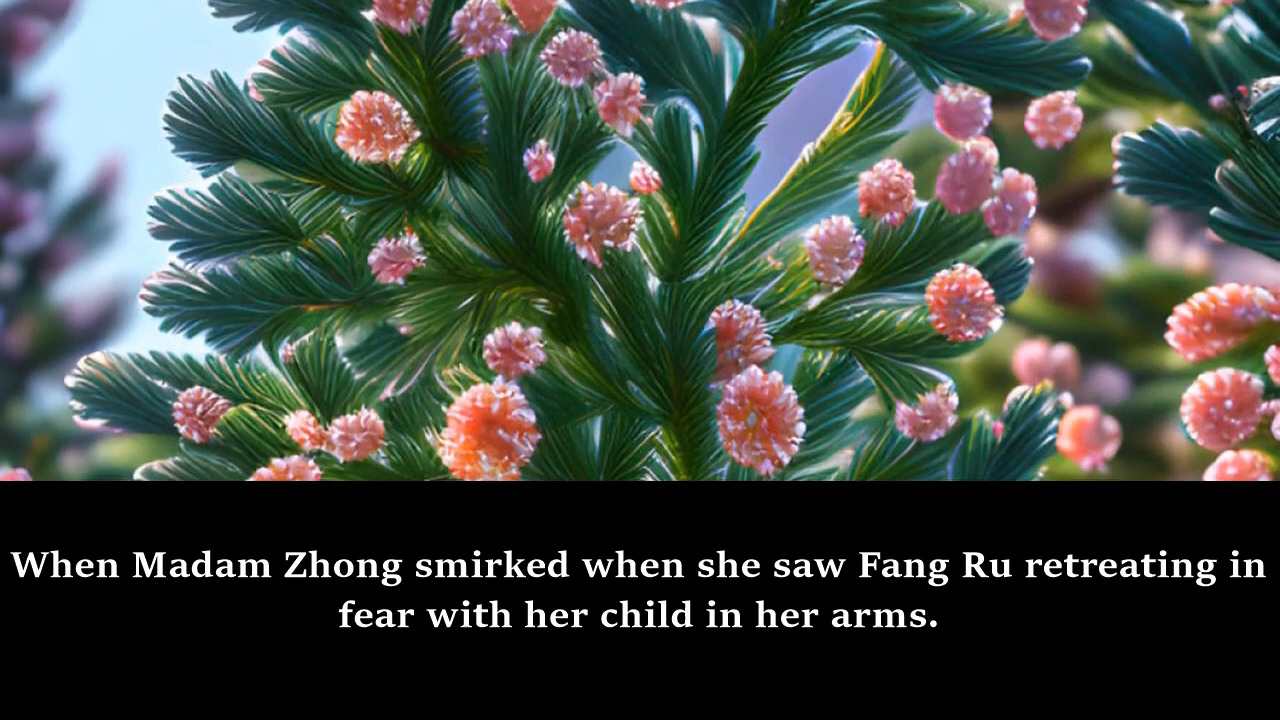 When Madam Zhong smirked when she saw Fang Ru retreating in
fear with her child in her arms.